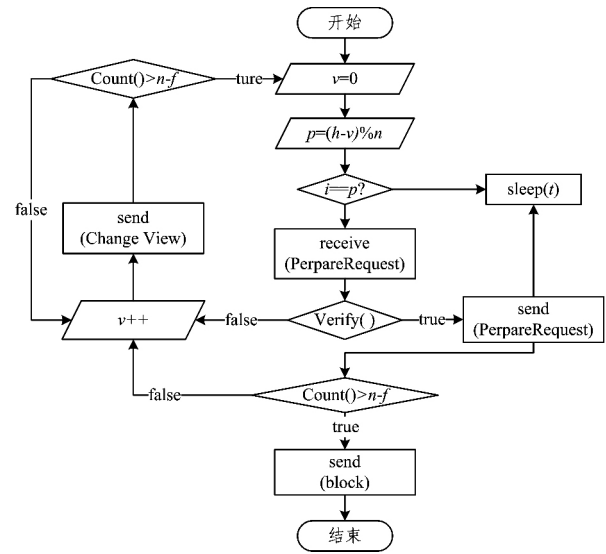 开始
Count()>n-f
ture
v=0
p=(h-v)%n
i==p?
sleep(t)
false
send
(Change View)
receive
(PerpareRequest)
v++
false
Verify( )
true
send
(PerpareRequest)
false
Count()>n-f
true
send
(block)
结束